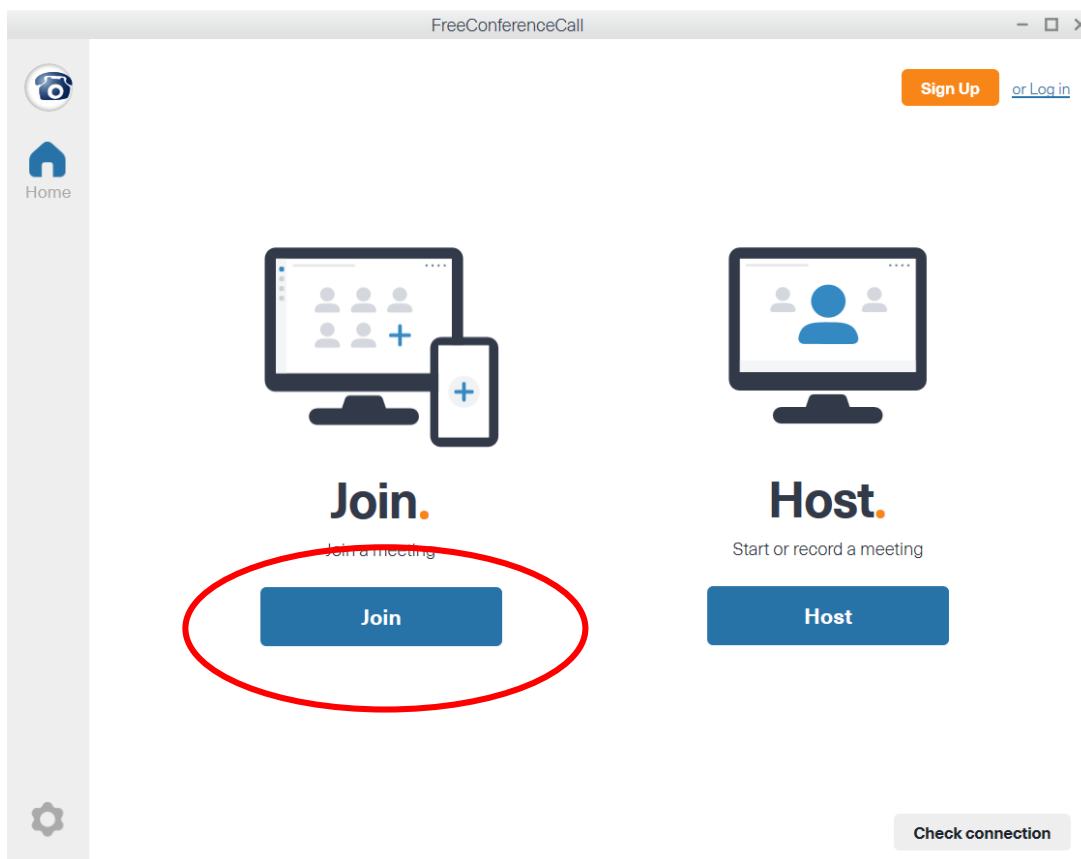 FreeConferenceCall
Sign Up or Log in
Home
Join. Host.
Join a meeting Start or record a meeting
Join Host
Check connection